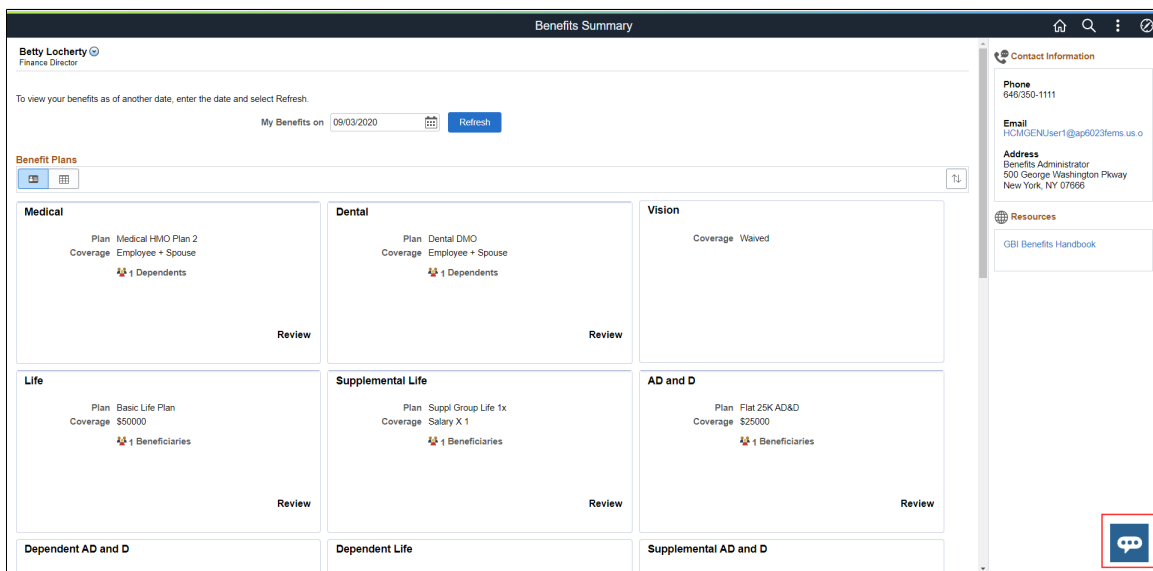 Benefits Summary
Betty Locherty
Finance Director
To view your benefits as of another date, enter the date and select Refresh.
My Benefits on 09/03/2020 Refresh
Benefit Plans
Medical
Plan Medical HMO Plan 2
Coverage Employee + Spouse
1 Dependents
Review
Dental
Plan Dental DMO
Coverage Employee + Spouse
1 Dependents
Review
Vision
Coverage Waived
Life
Plan Basic Life Plan
Coverage $50000
1 Beneficiaries
Review
Supplemental Life
Plan Suppl Group Life 1x
Coverage Salary X 1
1 Beneficiaries
Review
AD and D
Plan Flat 25K AD&D
Coverage $25000
1 Beneficiaries
Review
Dependent AD and D
Dependent Life
Supplemental AD and D
Contact Information
Phone
646/350-1111
Email
HCMGENUser1@ap6023fems.us.o
Address
Benefits Administrator
500 George Washington Pkway
New York, NY 07666
Resources
GBI Benefits Handbook